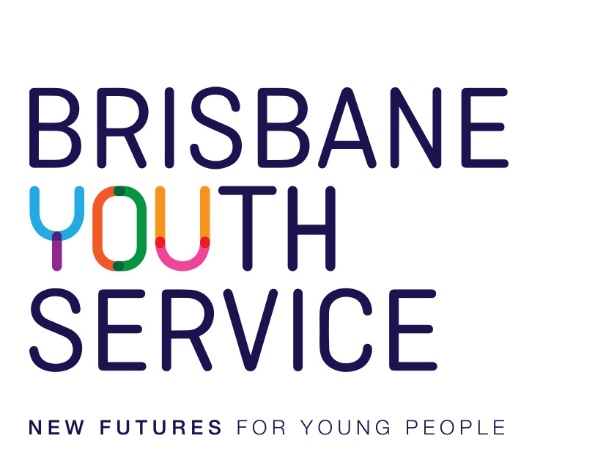 BRISBANE
YOUTH
SERVICE
NEW FUTURES FOR YOUNG PEOPLE